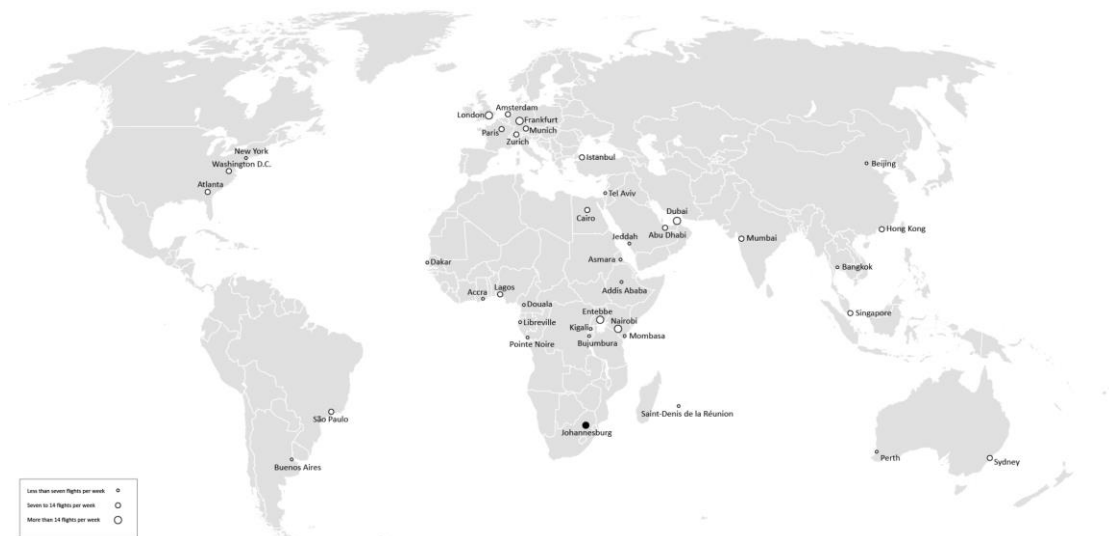 Amsterdam
London
Frankfurt
Paris
Munich
Zurich
New York
Washington D.C.
Istanbul
Beijing
Atlanta
Tel Aviv
Dubai
Cairo
Abu Dhabi
Hong Kong
Jeddah
Mumbai
Dakar
Asmara
Bangkok
Addis Ababa
Accra
Lagos
Douala
Entebbe
Singapore
Libreville
Kigali
Nairobi
Pointe Noire
Bujumbura
Mombasa
São Paulo
Saint-Denis de la Réunion
Johannesburg
Buenos Aires
Perth
Sydney
Less than seven flights per week
Seven to 14 flights per week
More than 14 flights per week